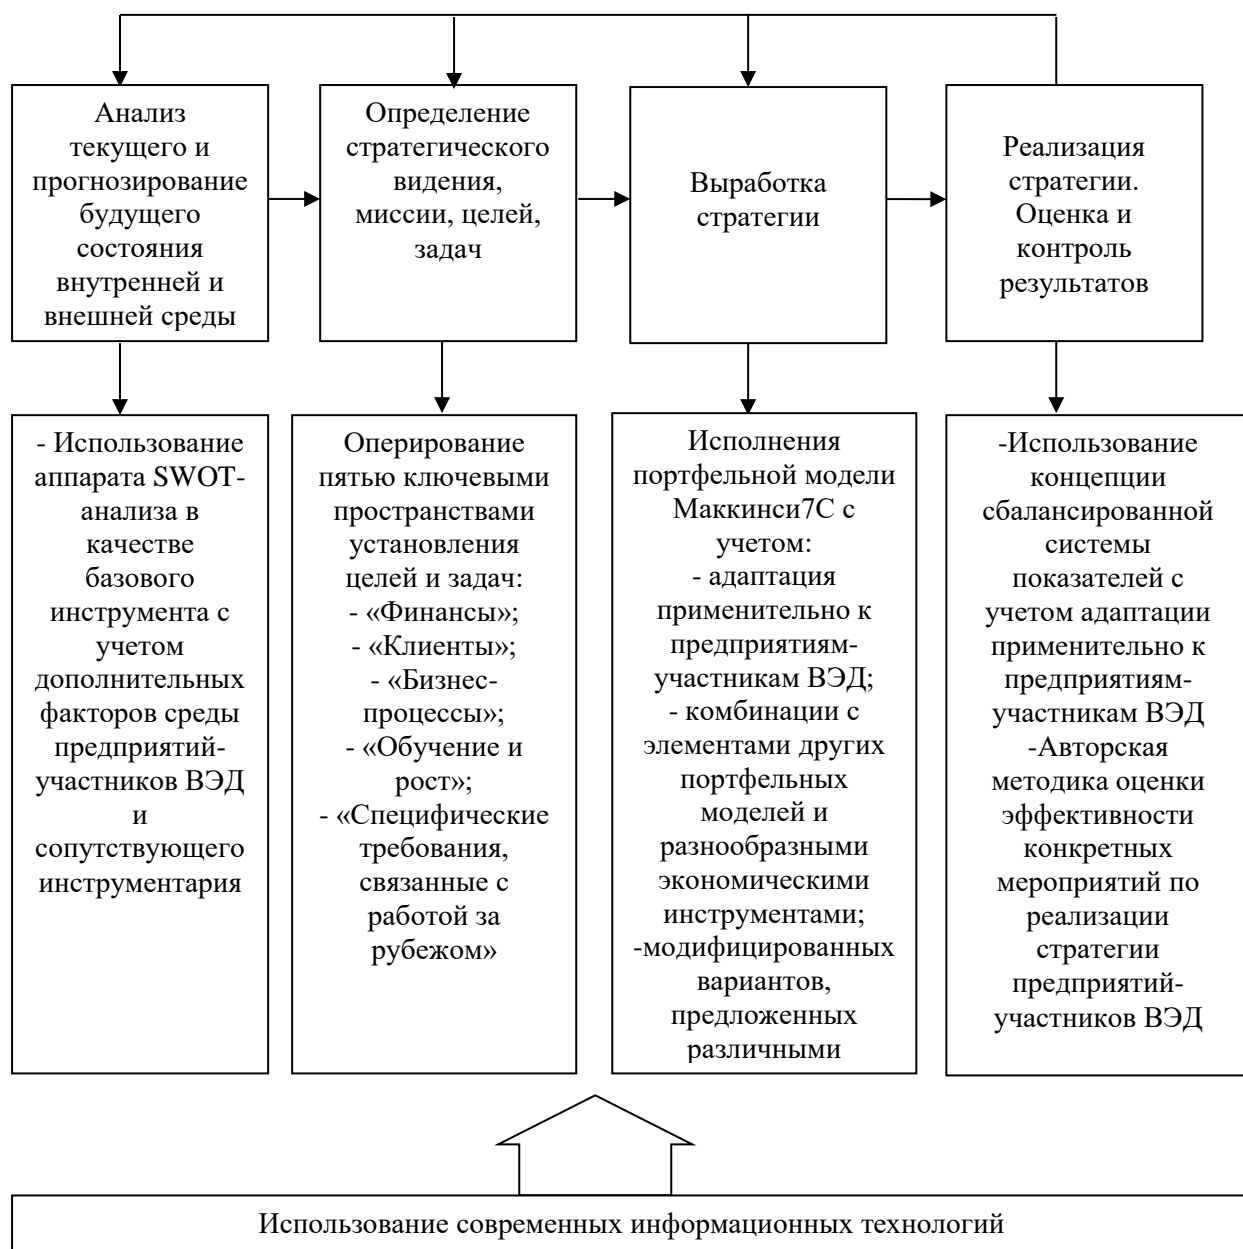 Анализ
текущего и
прогнозирование
будущего
состояния
внутренней и
внешней среды
Определение
стратегического
видения,
миссии, целей,
задач
Выработка
стратегии
Реализация
стратегии.
Оценка и
контроль
результатов
- Использование
аппарата SWOT-
анализа в
качестве
базового
инструмента с
учетом
дополнительных
факторов среды
предприятий-
участников ВЭД
и
сопутствующего
инструментария
Оперирование
пятью ключевыми
пространствами
установления
целей и задач:
- «Финансы»;
- «Клиенты»;
- «Бизнес-
процессы»;
- «Обучение и
рост»;
- «Специфические
требования,
связанные с
работой за
рубежом»
Исполнения
портфельной модели
Маккинси7С с
учетом:
- адаптация
применительно к
предприятиям-
участникам ВЭД;
- комбинации с
элементами других
портфельных
моделей и
разнообразными
экономическими
инструментами;
-модифицированных
вариантов,
предложенных
различными
-Использование
концепции
сбалансированной
системы
показателей с
учетом адаптации
применительно к
предприятиям-
участникам ВЭД
-Авторская
методика оценки
эффективности
конкретных
мероприятий по
реализации
стратегии
предприятий-
участников ВЭД
Использование современных информационных технологий